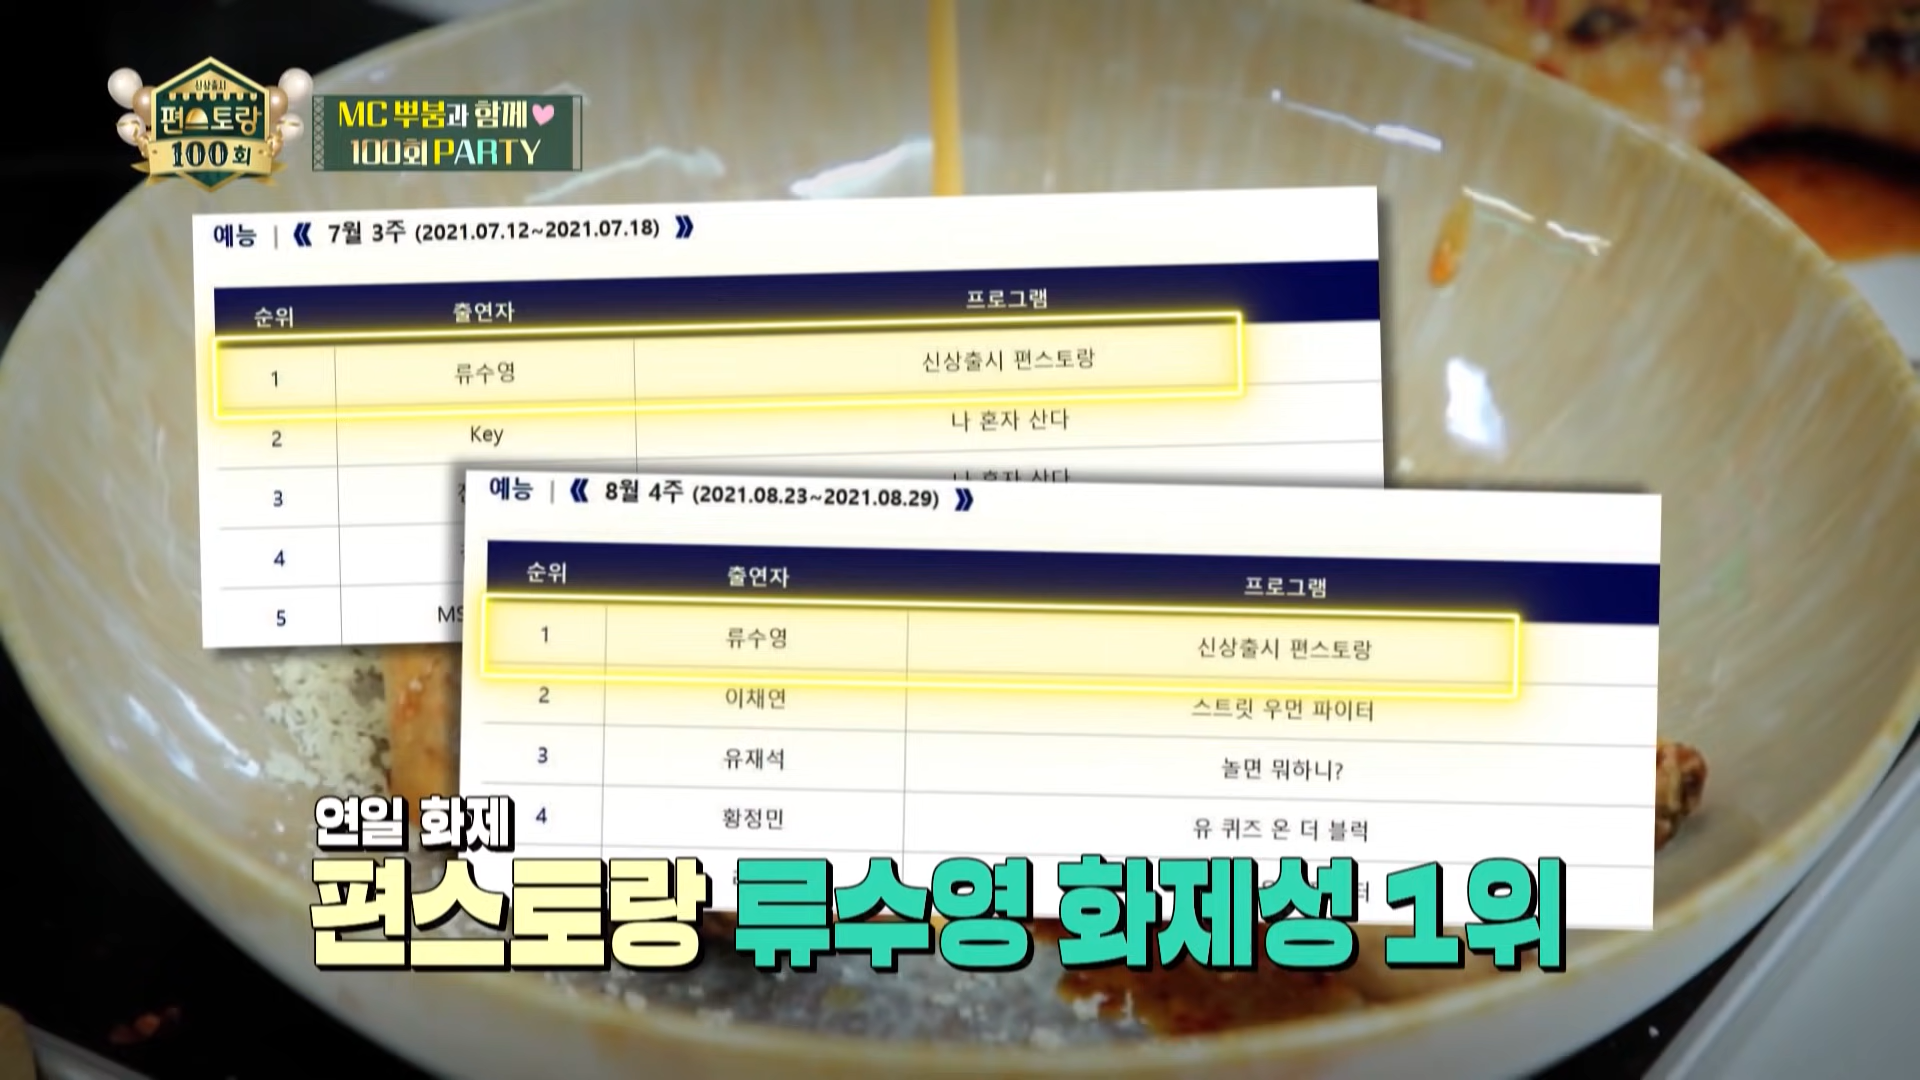 신상출시
편스토랑
100회
MC 뿌붐과 함께
100회 PARTY
예능 | 《 7월 3주 (2021.07.12~2021.07.18) 》
순위 출연자 프로그램
1 류수영 신상출시 편스토랑
2 Key 나 혼자 산다
3 나 혼자 산다
4
5
예능 | 《 8월 4주 (2021.08.23~2021.08.29) 》
순위 출연자 프로그램
1 류수영 신상출시 편스토랑
2 이채연 스트릿 우먼 파이터
3 유재석 놀면 뭐하니?
4 황정민 유 퀴즈 온 더 블럭
연일 화제
편스토랑 류수영 화제성 1위